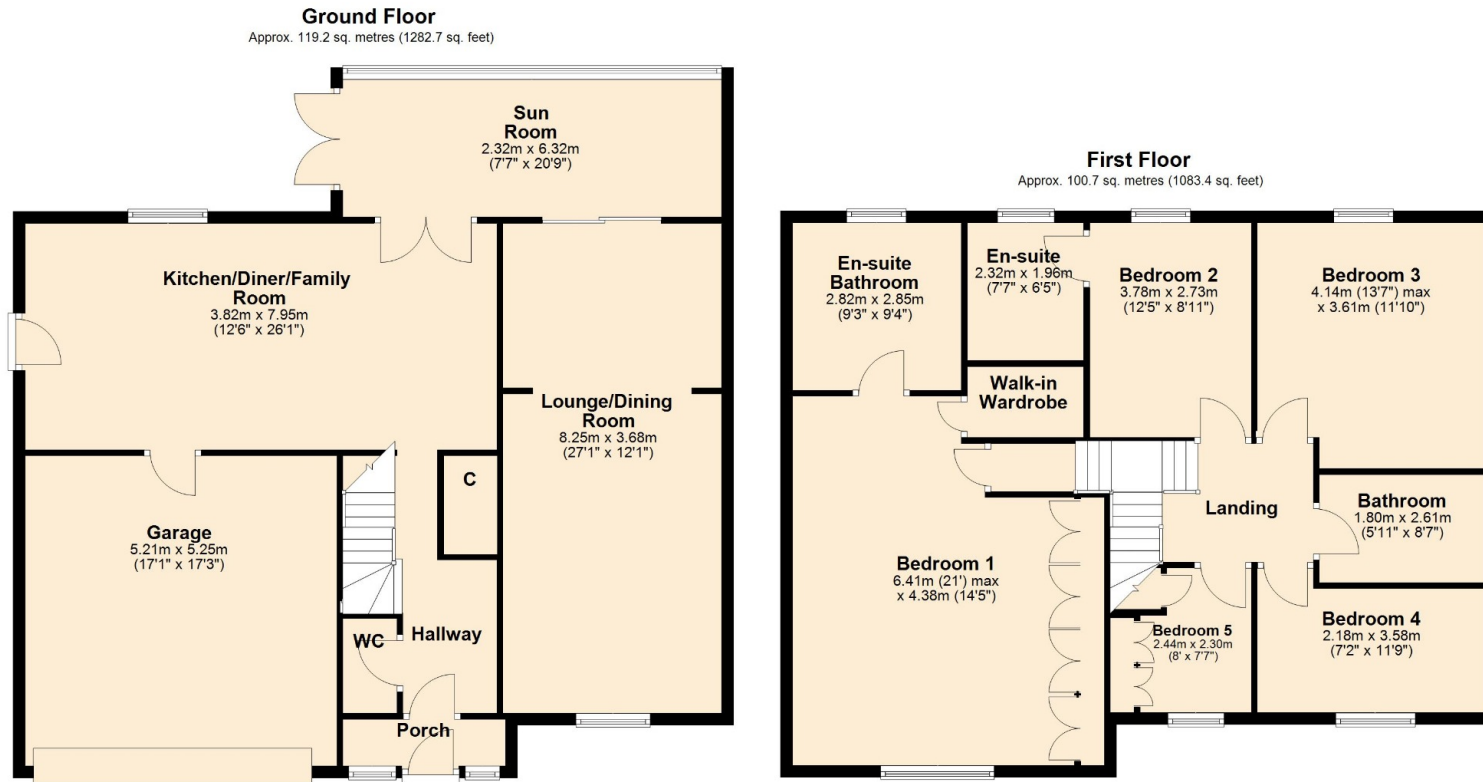 Ground Floor
Approx. 119.2 sq. metres (1282.7 sq. feet)
Sun
Room
2.32m x 6.32m
(7'7" x 20'9")
Kitchen/Diner/Family
Room
3.82m x 7.95m
(12'6" x 26'1")
Lounge/Dining
Room
8.25m x 3.68m
(27'1" x 12'1")
C
Garage
5.21m x 5.25m
(17'1" x 17'3")
WC
Hallway
Porch
First Floor
Approx. 100.7 sq. metres (1083.4 sq. feet)
En-suite
Bathroom
2.82m x 2.85m
(9'3" x 9'4")
En-suite
2.32m x 1.96m
(7'7" x 6'5")
Bedroom 2
3.78m x 2.73m
(12'5" x 8'11")
Bedroom 3
4.14m (13'7") max
x 3.61m (11'10")
Walk-in
Wardrobe
Landing
Bathroom
1.80m x 2.61m
(5'11" x 8'7")
Bedroom 1
6.41m (21') max
x 4.38m (14'5")
Bedroom 5
2.44m x 2.30m
(8' x 7'7")
Bedroom 4
2.18m x 3.58m
(7'2" x 11'9")